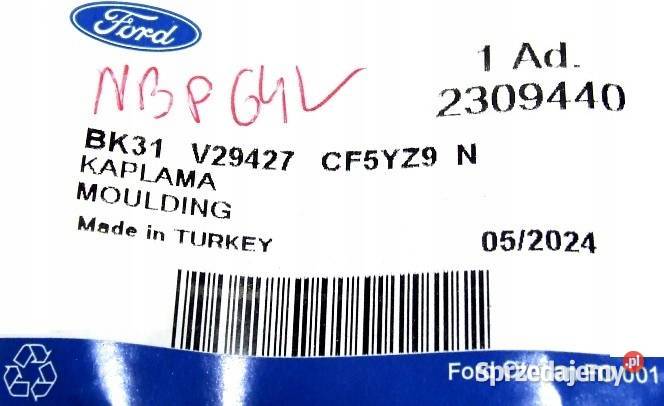 Ford
1 Ad.
NBP64V
2309440
BK31 V29427 CF5YZ9 N
KAPLAMA
MOULDING
Made in TURKEY
05/2024
Sprzedajemy.pl